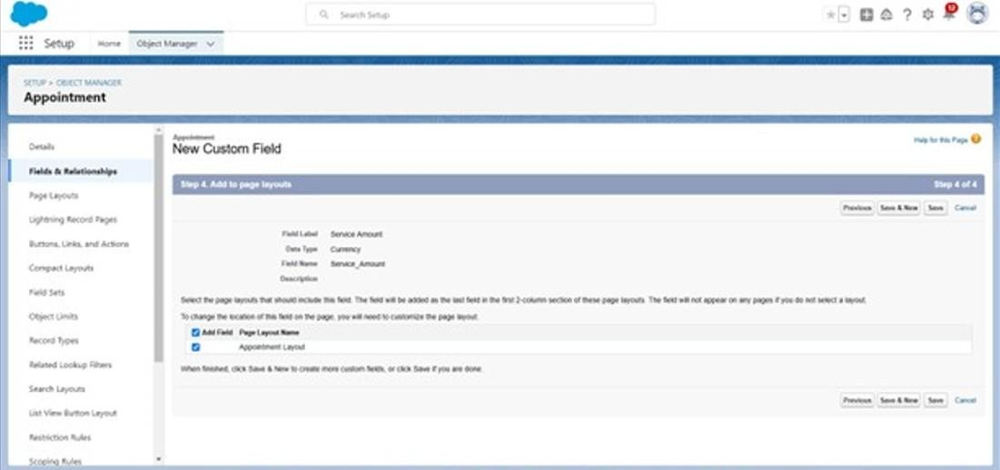 Search Setup
12
Setup
Home
Object Manager
SETUP > OBJECT MANAGER
Appointment
Details
Fields & Relationships
Page Layouts
Lightning Record Pages
Buttons, Links, and Actions
Compact Layouts
Field Sets
Object Limits
Record Types
Related Lookup Filters
Search Layouts
List View Button Layout
Restriction Rules
Scoping Rules
Appointment
New Custom Field
Help for this Page
Step 4. Add to page layouts Step 4 of 4
Previous Save & New Save Cancel
Field Label Service Amount
Data Type Currency
Field Name Service_Amount
Description
Select the page layouts that should include this field. The field will be added as the last field in the first 2-column section of these page layouts. The field will not appear on any pages if you do not select a layout.
To change the location of this field on the page, you will need to customize the page layout.
Add Field Page Layout Name
Appointment Layout
When finished, click Save & New to create more custom fields, or click Save if you are done.
Previous Save & New Save Cancel